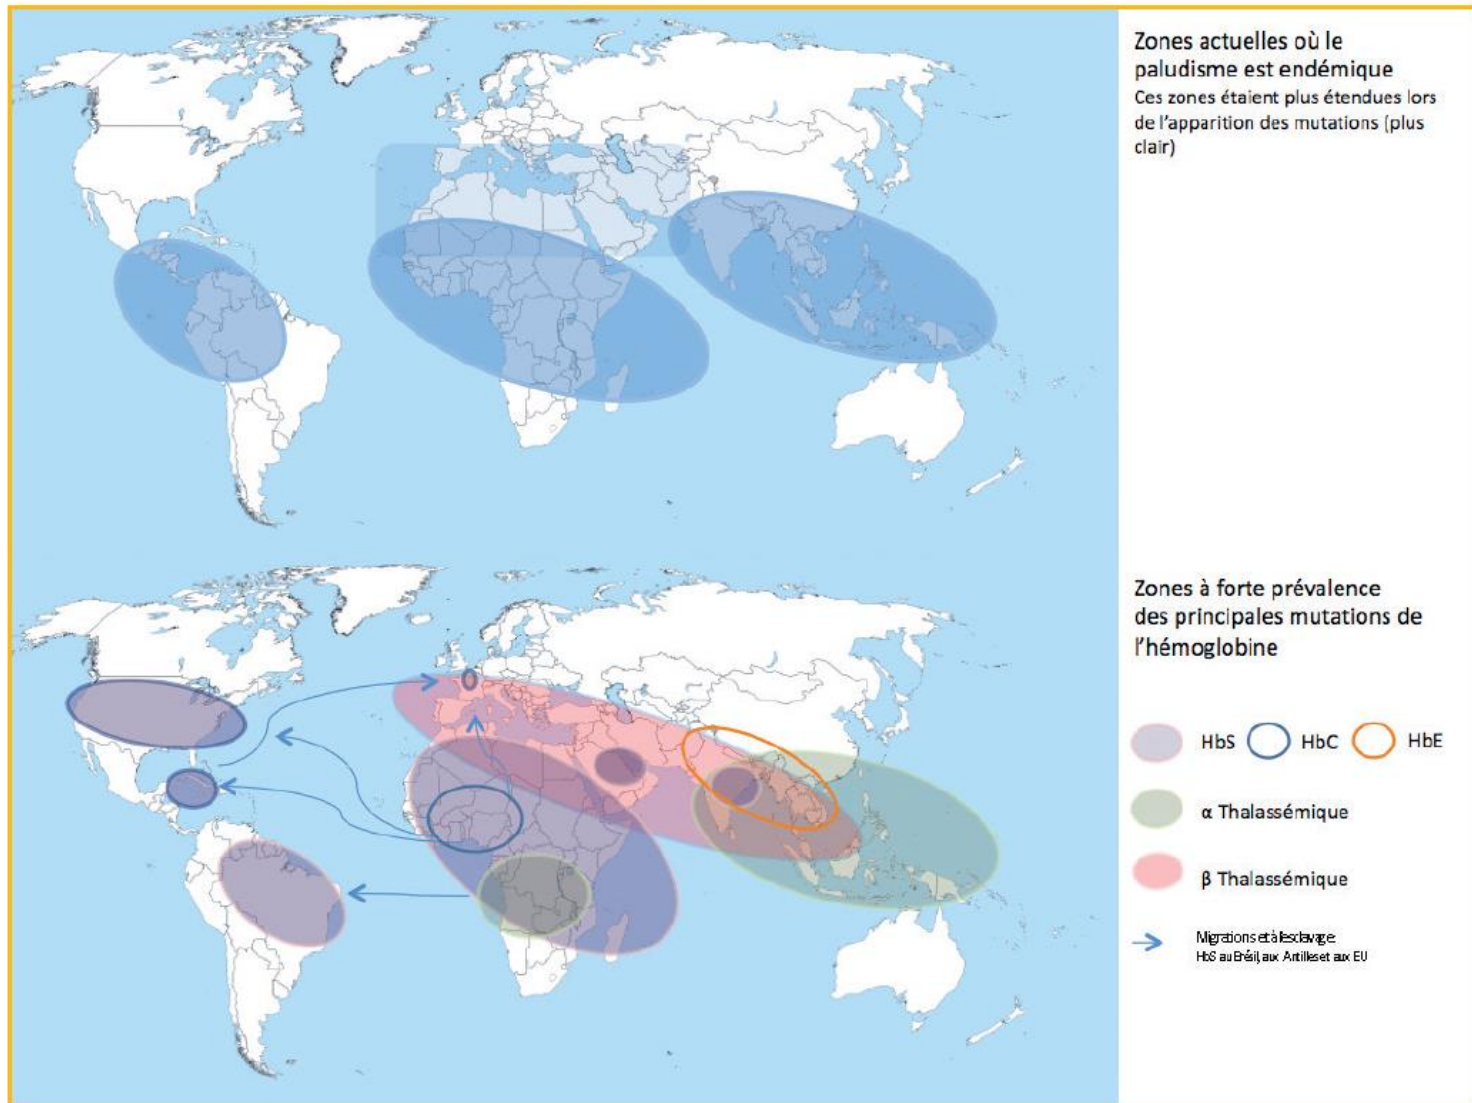 Zones actuelles où le
paludisme est endémique
Ces zones étaient plus étendues lors
de l'apparition des mutations (plus
clair)
Zones à forte prévalence
des principales mutations de
l'hémoglobine
HbS HbC HbE
α Thalassémique
β Thalassémique
Migrations et à l'esclavage:
HbS au Brésil, aux Antilles et aux EU